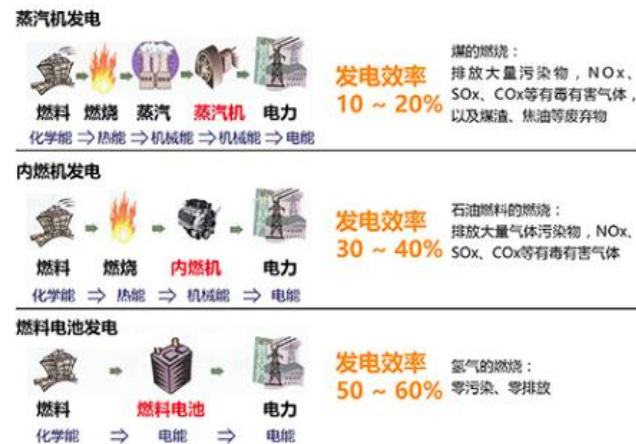 蒸汽机发电
燃料 燃烧 蒸汽 蒸汽机 电力
化学能 ⇒热能 ⇒机械能 ⇒机械能 ⇒电能
发电效率
10 ~ 20%
煤的燃烧：
排放大量污染物，NOx、
SOx、COx等有毒有害气体，
以及煤渣、焦油等废弃物
内燃机发电
燃料 燃烧 内燃机 电力
化学能 ⇒ 热能 ⇒ 机械能 ⇒ 电能
发电效率
30 ~ 40%
石油燃料的燃烧：
排放大量气体污染物，NOx、
SOx、COx等有毒有害气体
燃料电池发电
燃料 燃料电池 电力
化学能 ⇒ 电能 ⇒ 电能
发电效率
50 ~ 60%
氢气的燃烧：
零污染、零排放